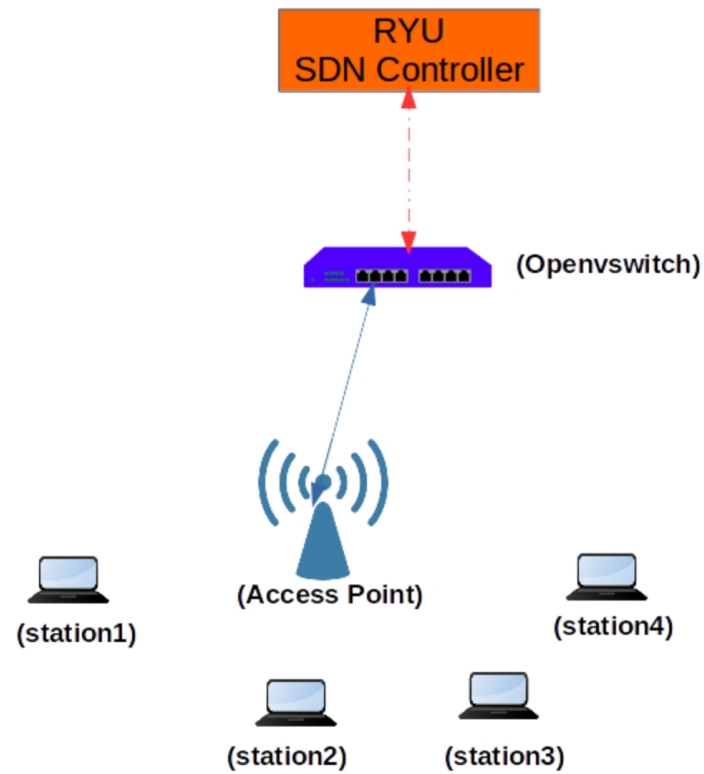 RYU
SDN Controller
(Openvswitch)
(Access Point)
(station1)
(station4)
(station2)
(station3)